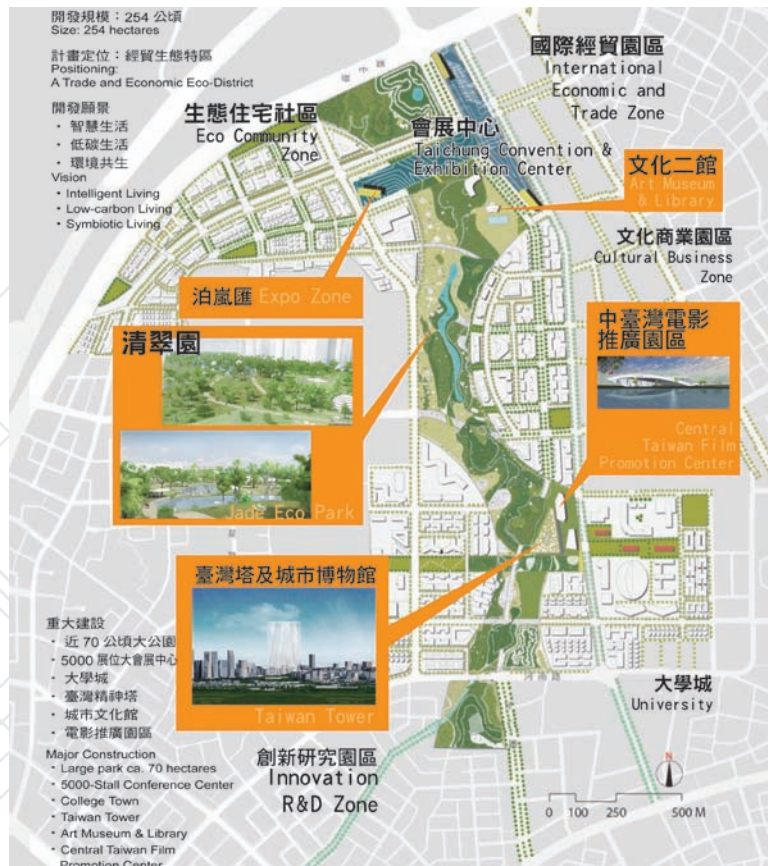 開發規模：254 公頃
Size: 254 hectares
計畫定位：經貿生態特區
Positioning:
A Trade and Economic Eco-District
開發願景
・智慧生活
・低碳生活
・環境共生
Vision
・Intelligent Living
・Low-carbon Living
・Symbiotic Living
環中路
國際經貿園區
International
Economic and
Trade Zone
生態住宅社區
Eco Community
Zone
會展中心
Taichung Convention &
Exhibition Center
文化二館
Art Museum
& Library
文化商業園區
Cultural Business
Zone
泊嵐匯 Expo Zone
清翠園
Jade Eco Park
中臺灣電影
推廣園區
Central
Taiwan Film
Promotion Center
臺灣塔及城市博物館
Taiwan Tower
重大建設
・近 70 公頃大公園
・5000 展位大會展中心
・大學城
・臺灣精神塔
・城市文化館
・電影推廣園區
Major Construction
・Large park ca. 70 hectares
・5000-Stall Conference Center
・College Town
・Taiwan Tower
・Art Museum & Library
・Central Taiwan Film
Promotion Center
河南路
大學城
University
創新研究園區
Innovation
R&D Zone
N
0 100 250 500 M